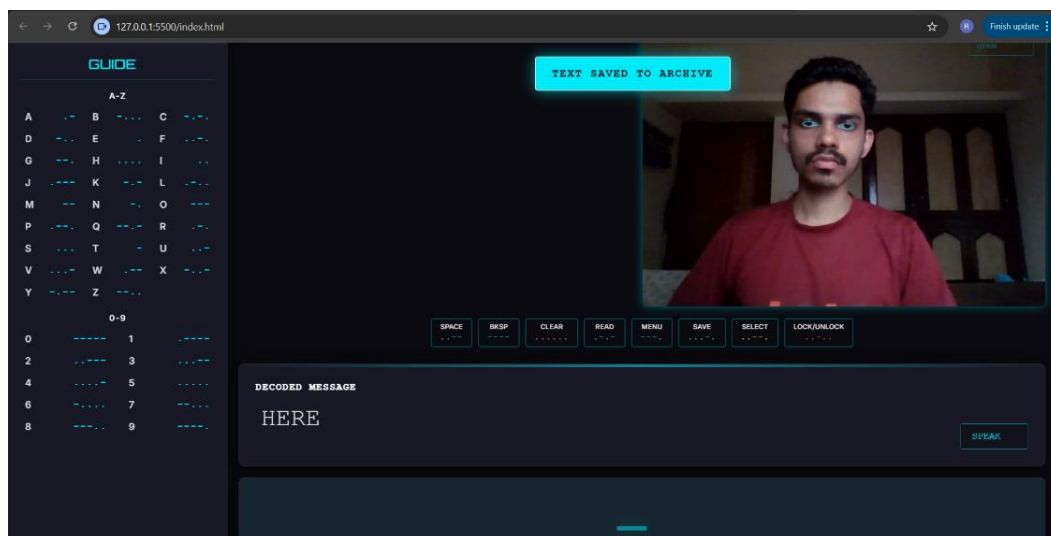 127.0.0.1:5500/index.html
B
Finish update
GUIDE
A-Z
A .- B -... C -.-.
D -.. E . F ..-.
G --. H .... I ..
J .--- K -.- L .-..
M -- N -. O ---
P .--. Q --.- R .-.
S ... T - U ..-
V ...- W .-- X -..-
Y -.-- Z --..
0-9
0 ----- 1 .----
2 ..--- 3 ...--
4 ....- 5 .....
6 -.... 7 --...
8 ---.. 9 ----.
TEXT SAVED TO ARCHIVE
SPACE BKSP CLEAR READ MENU SAVE SELECT LOCK/UNLOCK
..-- ---- ...... .-.- ---. ...-. ..--. ..-..
DECODED MESSAGE
HERE
SPEAK